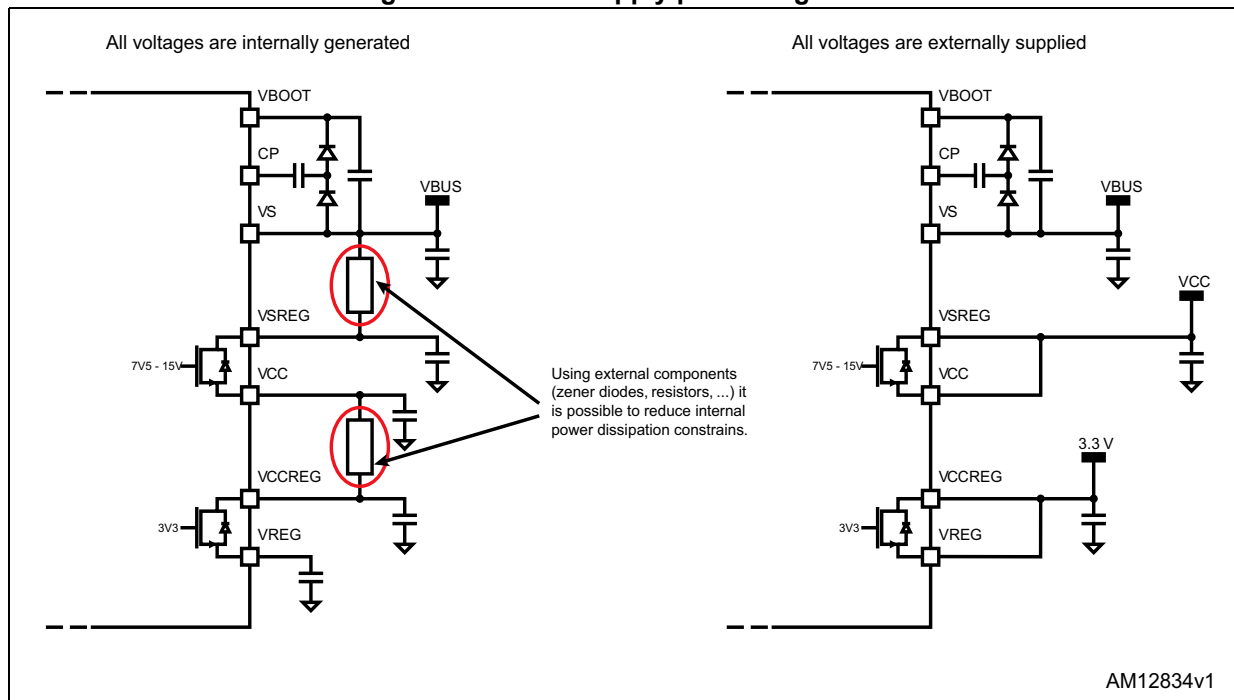 All voltages are internally generated
VBOOT
CP
VBUS
VS
VSREG
7V5 - 15V
VCC
VCCREG
3V3
VREG
Using external components
(zener diodes, resistors, ...) it
is possible to reduce internal
power dissipation constrains.
All voltages are externally supplied
VBOOT
CP
VBUS
VS
VCC
VSREG
7V5 - 15V
VCC
3.3 V
VCCREG
3V3
VREG
AM12834v1